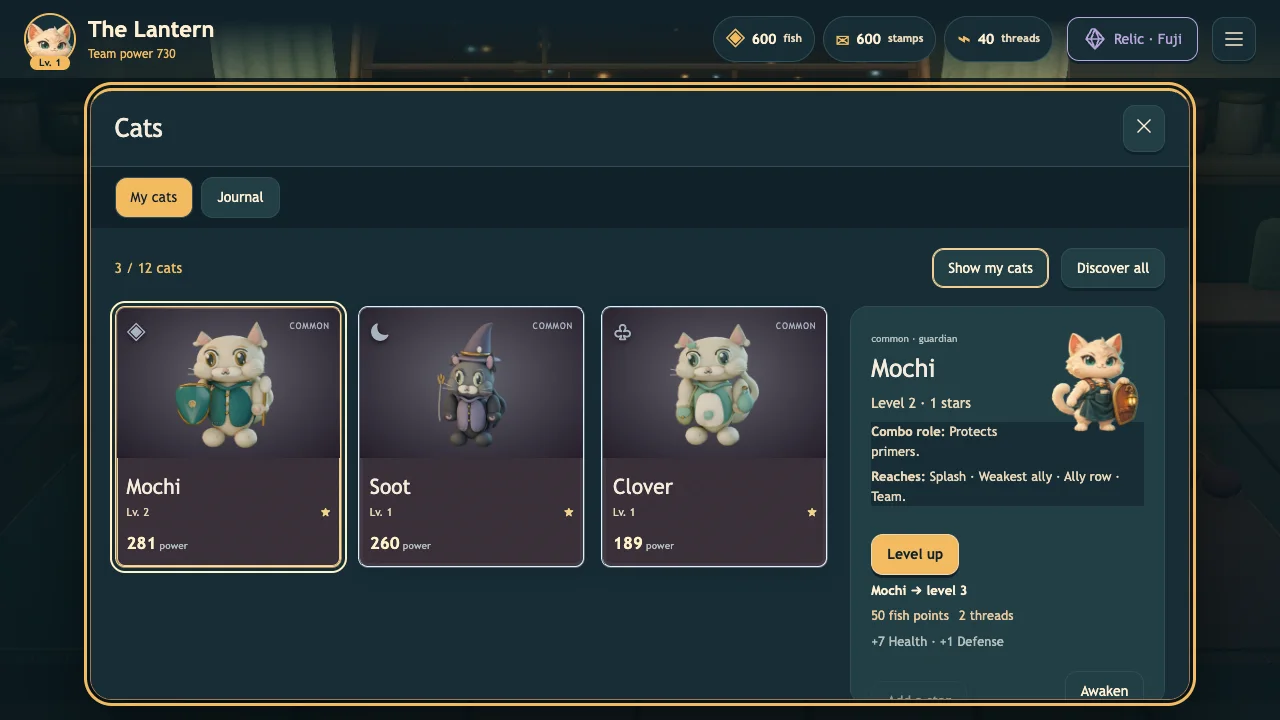 The Lantern
Team power 730
Lv. 1
600 fish
600 stamps
40 threads
Relic · Fuji
Cats
My cats
Journal
3 / 12 cats
Show my cats
Discover all
COMMON
Mochi
Lv. 2
281 power
COMMON
Soot
Lv. 1
260 power
COMMON
Clover
Lv. 1
189 power
common · guardian
Mochi
Level 2 · 1 stars
Combo role: Protects
primers.
Reaches: Splash · Weakest ally · Ally row ·
Team.
Level up
Mochi → level 3
50 fish points 2 threads
+7 Health · +1 Defense
Add a star
Awaken